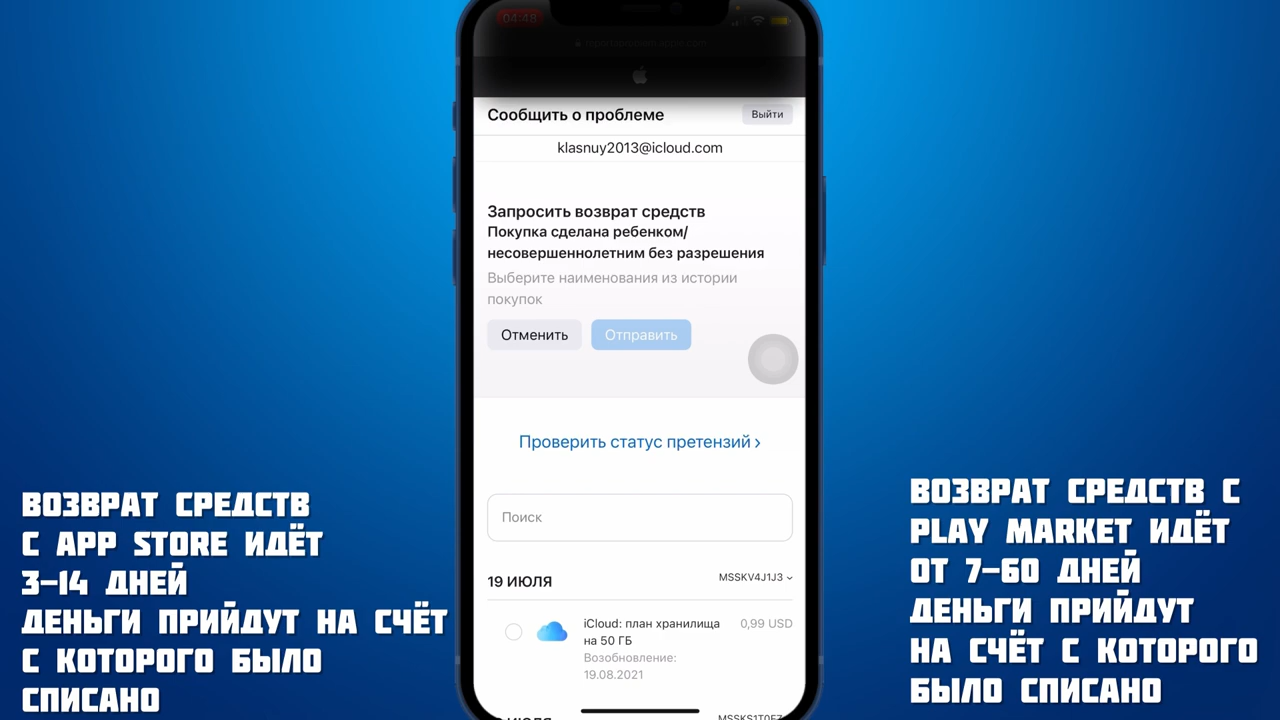 04:48
Сообщить о проблеме
Выйти
klasnuy2013@icloud.com
Запросить возврат средств
Покупка сделана ребенком/
несовершеннолетним без разрешения
Выберите наименования из истории
покупок
Отменить
Отправить
Проверить статус претензий ›
Поиск
19 ИЮЛЯ
MSSKV4J1J3
iCloud: план хранилища
на 50 ГБ
0,99 USD
Возобновление:
19.08.2021
ВОЗВРАТ СРЕДСТВ
С APP STORE ИДЁТ
3-14 ДНЕЙ
ДЕНЬГИ ПРИЙДУТ НА СЧЁТ
С КОТОРОГО БЫЛО
СПИСАНО
ВОЗВРАТ СРЕДСТВ С
PLAY MARKET ИДЁТ
ОТ 7-60 ДНЕЙ
ДЕНЬГИ ПРИЙДУТ
НА СЧЁТ С КОТОРОГО
БЫЛО СПИСАНО